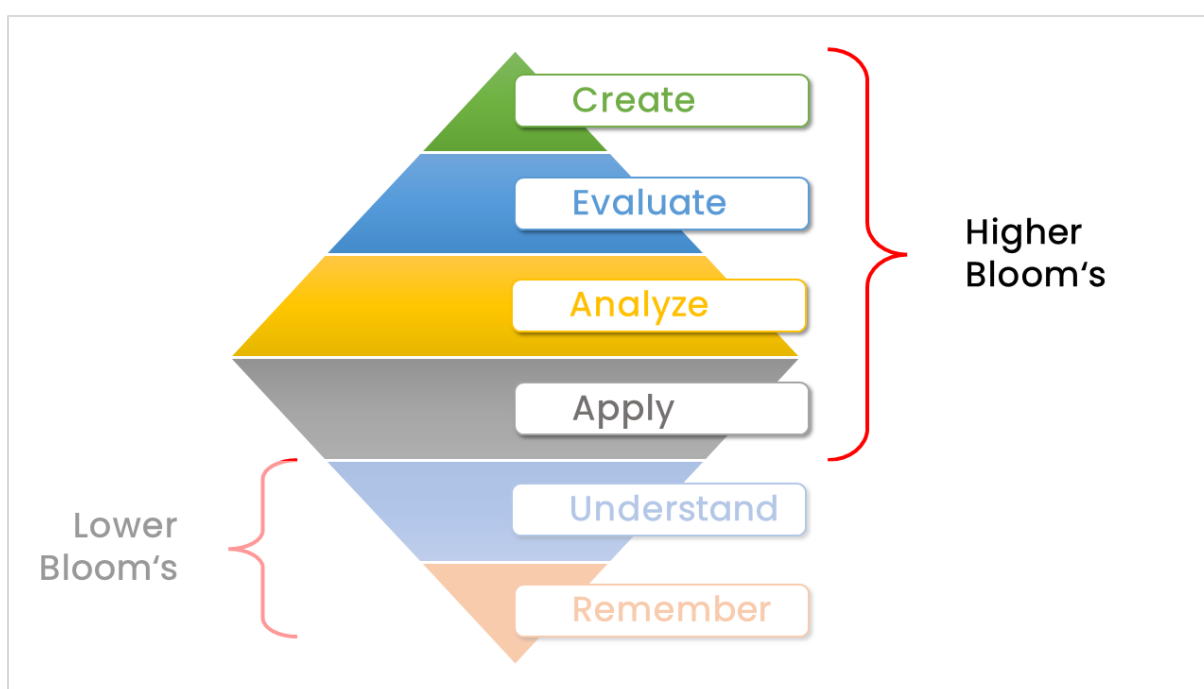 Create
Evaluate
Higher
Bloom‘s
Analyze
Apply
Understand
Lower
Bloom‘s
Remember